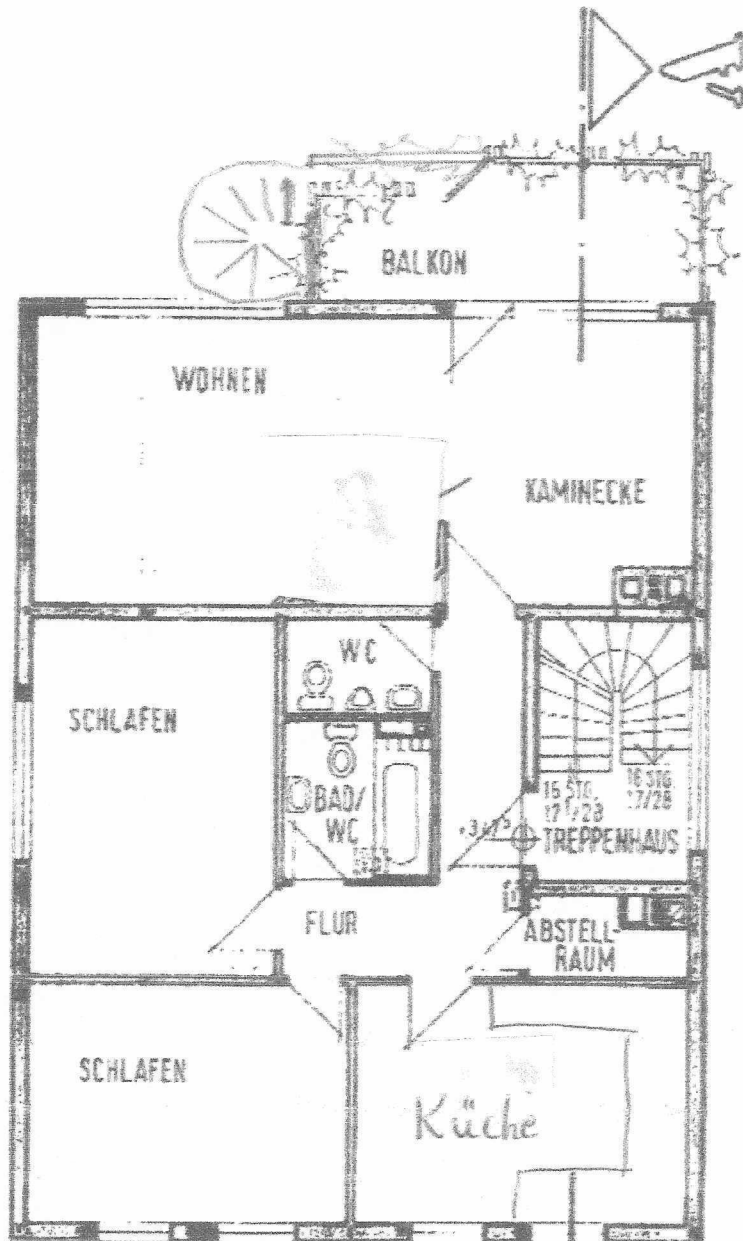 BALKON
WOHNEN
KAMINECKE
WC
SCHLAFEN
BAD/
WC
16 STG.
17/28
16 STG
17/28
TREPPENHAUS
FLUR
ABSTELL-
RAUM
SCHLAFEN
Küche